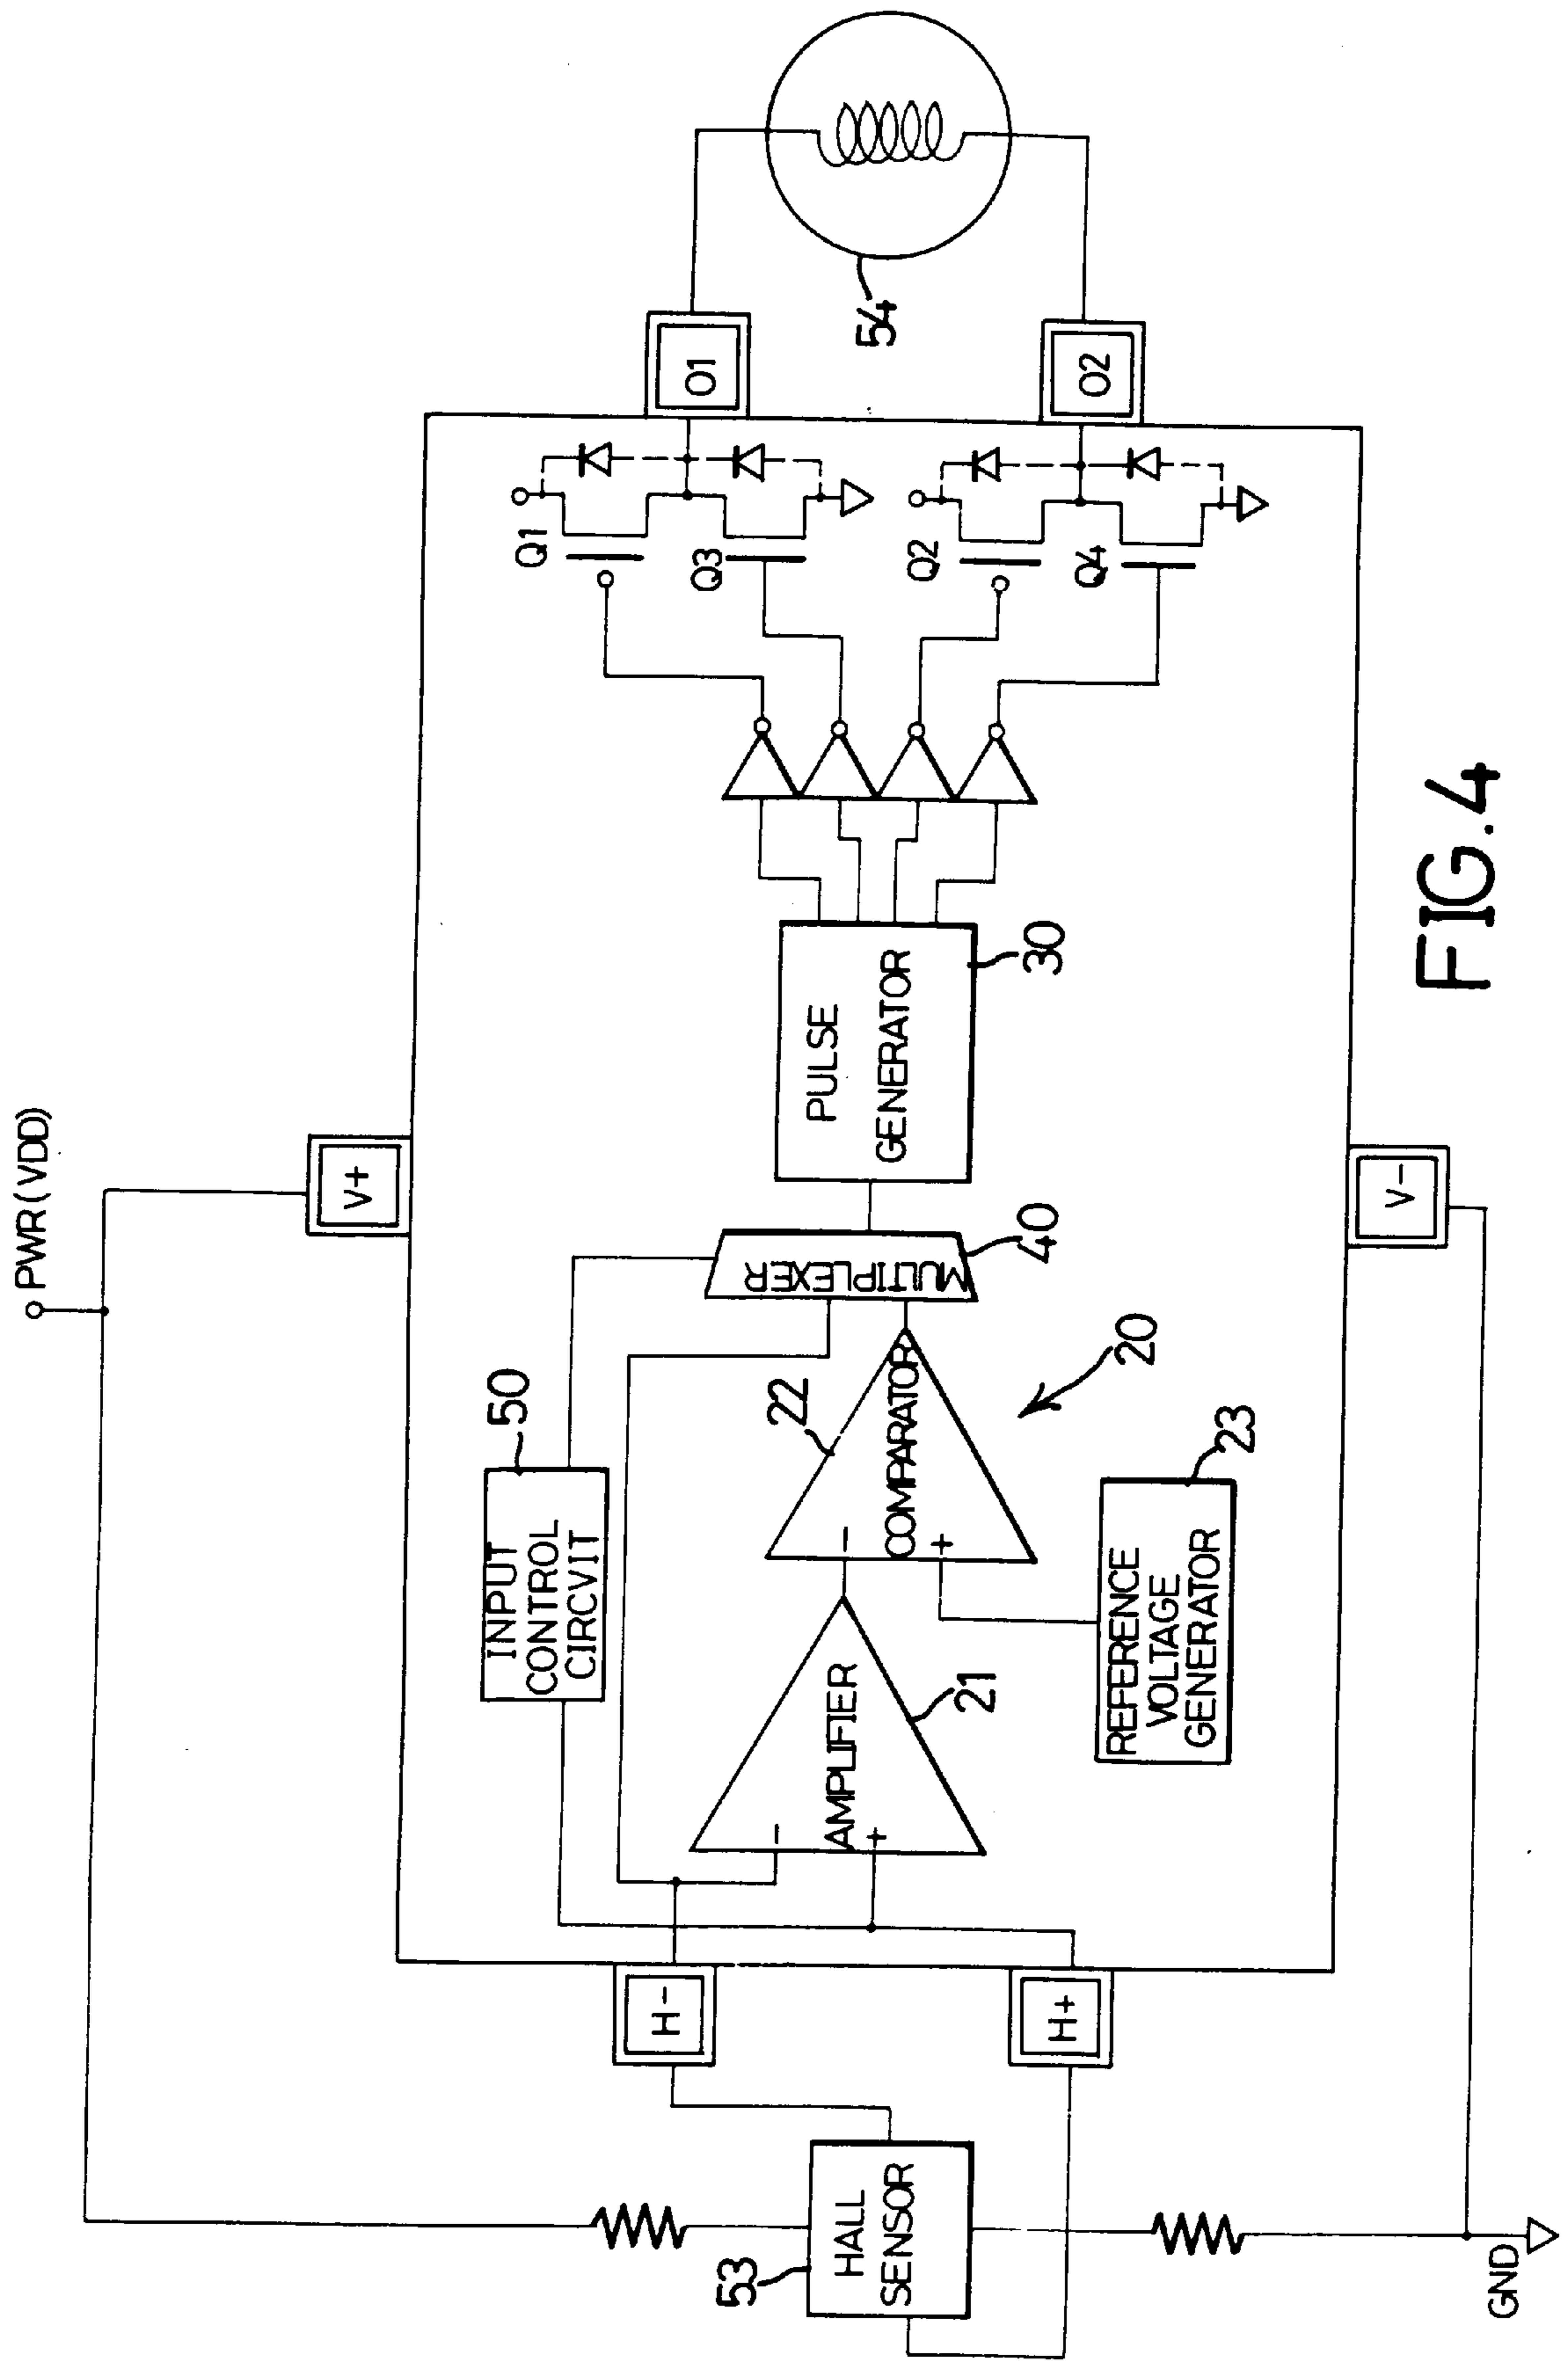 PWR(VDD)
V+
50
INPUT
CONTROL
CIRCVIT
H-
H+
53
HALL
SENSOR
GND
-
AMPLIFIER
+
21
22
-
COMPARATOR
+
20
REFERENCE
VOLTAGE
GENERATOR
23
MULTIPLEXER
40
PULSE
GENERATOR
30
Q1
Q3
Q2
Q4
O1
O2
54
V-
FIG.4